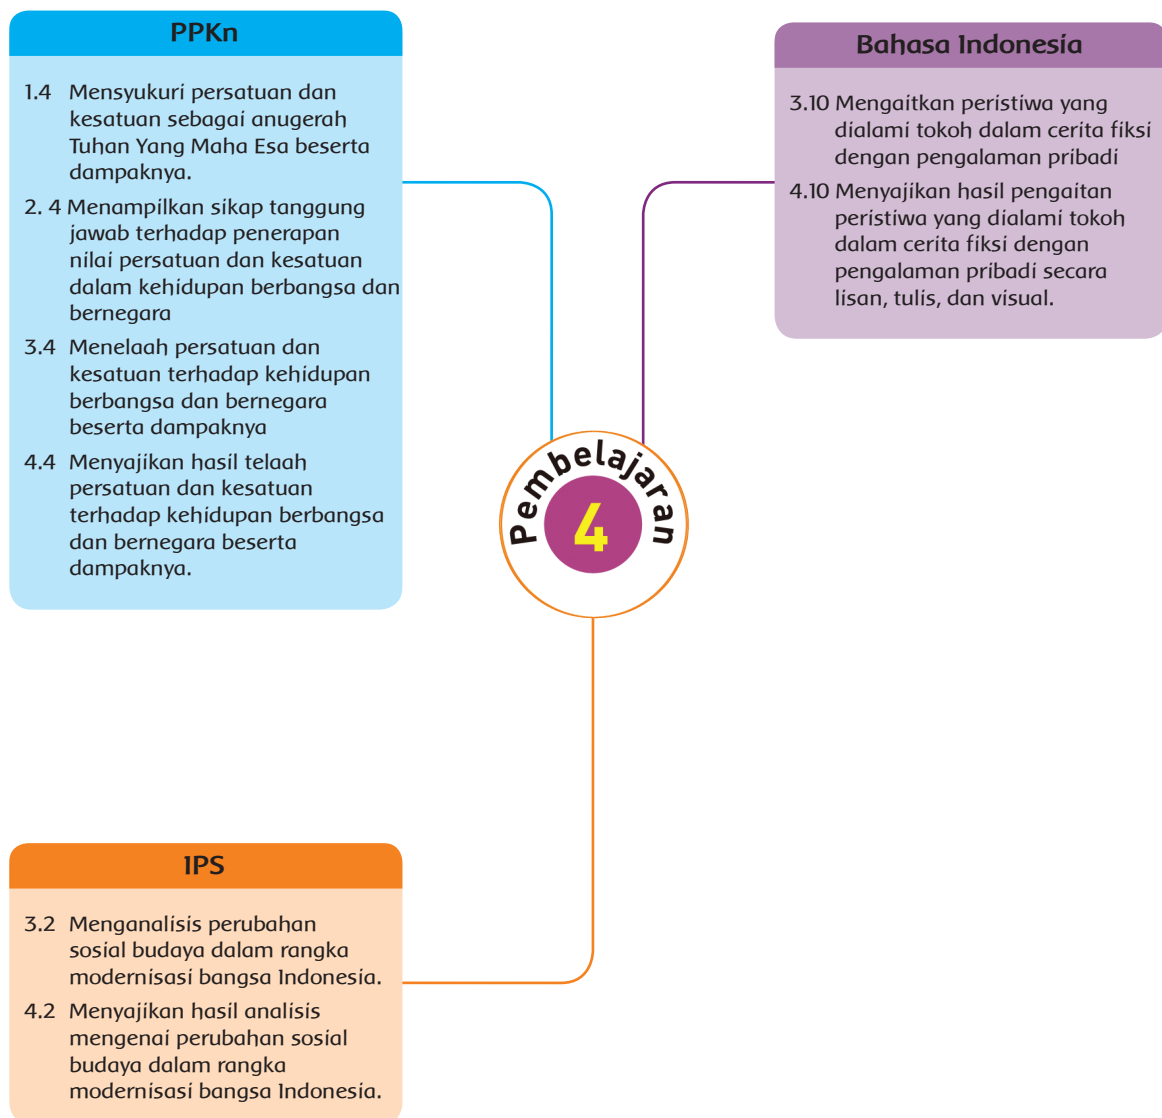 PPKn
1.4 Mensyukuri persatuan dan
kesatuan sebagai anugerah
Tuhan Yang Maha Esa beserta
dampaknya.
2. 4 Menampilkan sikap tanggung
jawab terhadap penerapan
nilai persatuan dan kesatuan
dalam kehidupan berbangsa dan
bernegara
3.4 Menelaah persatuan dan
kesatuan terhadap kehidupan
berbangsa dan bernegara
beserta dampaknya
4.4 Menyajikan hasil telaah
persatuan dan kesatuan
terhadap kehidupan berbangsa
dan bernegara beserta
dampaknya.
Bahasa Indonesia
3.10 Mengaitkan peristiwa yang
dialami tokoh dalam cerita fiksi
dengan pengalaman pribadi
4.10 Menyajikan hasil pengaitan
peristiwa yang dialami tokoh
dalam cerita fiksi dengan
pengalaman pribadi secara
lisan, tulis, dan visual.
Pembelajaran
4
IPS
3.2 Menganalisis perubahan
sosial budaya dalam rangka
modernisasi bangsa Indonesia.
4.2 Menyajikan hasil analisis
mengenai perubahan sosial
budaya dalam rangka
modernisasi bangsa Indonesia.